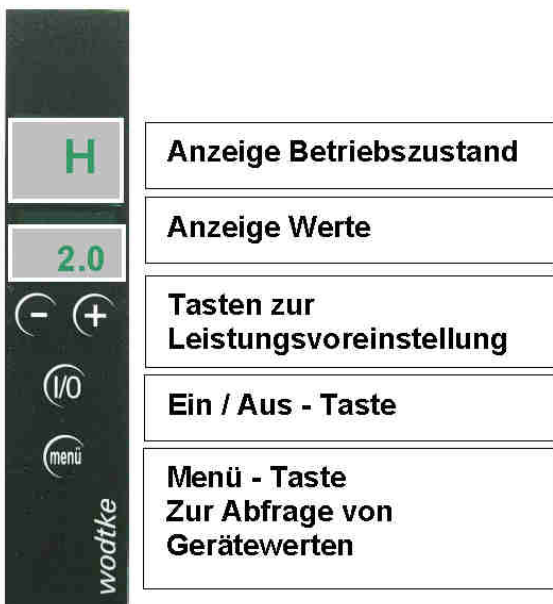 H
Anzeige Betriebszustand
2.0
Anzeige Werte
- +
Tasten zur
Leistungsvoreinstellung
I/O
Ein / Aus - Taste
menü
Menü - Taste
Zur Abfrage von
Gerätewerten
wodtke